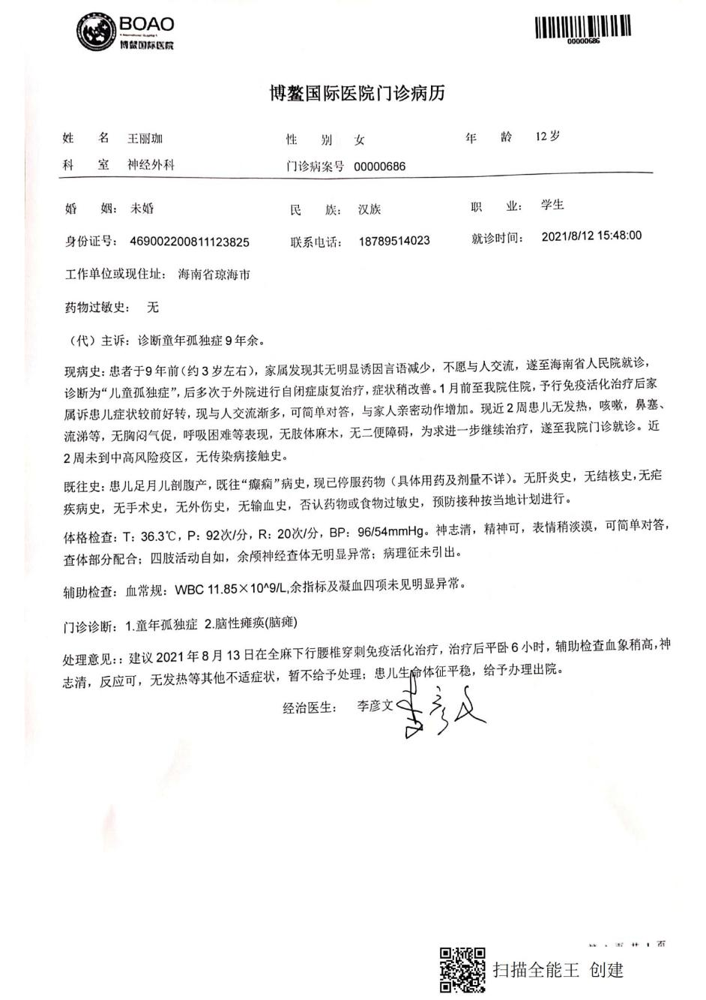 BOAO
International Hospital
博鳌国际医院
00000686
博鳌国际医院门诊病历
姓 名 王丽珈 性 别 女 年 龄 12岁
科 室 神经外科 门诊病案号 00000686
婚 姻: 未婚 民 族: 汉族 职 业: 学生
身份证号: 469002200811123825 联系电话: 18789514023 就诊时间: 2021/8/12 15:48:00
工作单位或现住址: 海南省琼海市
药物过敏史: 无
（代）主诉: 诊断童年孤独症9年余。
现病史: 患者于9年前(约3岁左右)，家属发现其无明显诱因言语减少，不愿与人交流，遂至海南省人民院就诊，
诊断为“儿童孤独症”, 后多次于外院进行自闭症康复治疗, 症状稍改善。1月前至我院住院, 予行免疫活化治疗后家
属诉患儿症状较前好转，现与人交流渐多，可简单对答，与家人亲密动作增加。现近2周患儿无发热，咳嗽，鼻塞、
流涕等，无胸闷气促，呼吸困难等表现，无肢体麻木，无二便障碍，为求进一步继续治疗，遂至我院门诊就诊。近
2周未到中高风险疫区，无传染病接触史。
既往史: 患儿足月儿剖腹产，既往“癫痫”病史，现已停服药物（具体用药及剂量不详）。无肝炎史，无结核史, 无疟
疾病史，无手术史，无外伤史，无输血史，否认药物或食物过敏史，预防接种按当地计划进行。
体格检查: T: 36.3℃, P: 92次/分, R: 20次/分, BP: 96/54mmHg。神志清，精神可，表情稍淡漠，可简单对答，
查体部分配合；四肢活动自如，余颅神经查体无明显异常；病理征未引出。
辅助检查: 血常规: WBC 11.85×10^9/L,余指标及凝血四项未见明显异常。
门诊诊断: 1.童年孤独症 2.脑性瘫痪(脑瘫)
处理意见:: 建议2021年8月13日在全麻下行腰椎穿刺免疫活化治疗，治疗后平卧6小时，辅助检查血象稍高, 神
志清，反应可，无发热等其他不适症状，暂不给予处理；患儿生命体征平稳，给予办理出院。
经治医生: 李彦文 李彦文
扫描全能王 创建